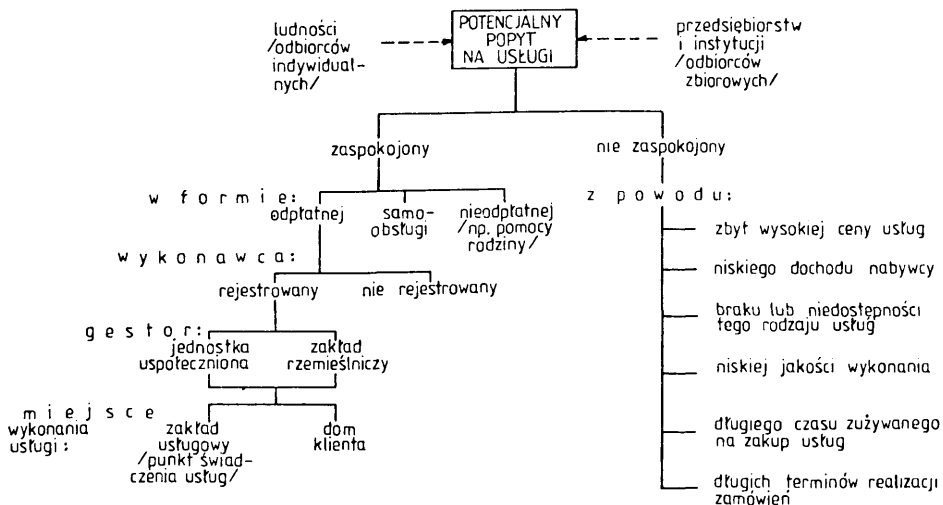 ludności
/odbiorców
indywidual-
nych/
POTENCJALNY
POPYT
NA USŁUGI
przedsiębiorstw
i instytucji
/odbiorców
zbiorowych/
zaspokojony
nie zaspokojony
w formie:
odpłatnej
samo-
obsługi
nieodpłatnej
/np. pomocy
rodziny/
z powodu:
zbyt wysokiej ceny usług
niskiego dochodu nabywcy
braku lub niedostępności
tego rodzaju usług
niskiej jakości wykonania
długiego czasu zużywanego
na zakup usług
długich terminów realizacji
zamówień
wykonawca:
rejestrowany
nie rejestrowany
gestor:
jednostka
uspołeczniona
zakład
rzemieślniczy
miejsce
wykonania
usługi:
zakład
usługowy
/punkt świad-
czenia usług/
dom
klienta